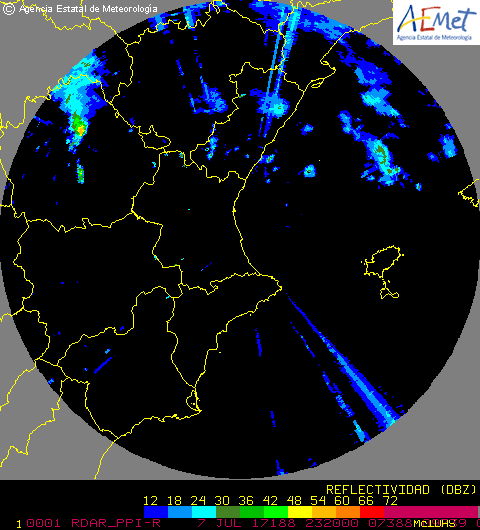 © Agencia Estatal de Meteorología
AEMet
Agencia Estatal de Meteorología
REFLECTIVIDAD (DBZ)
12 18 24 30 36 42 48 54 60 66 72
1 0001 RDAR_PPI-R 7 JUL 17188 232000